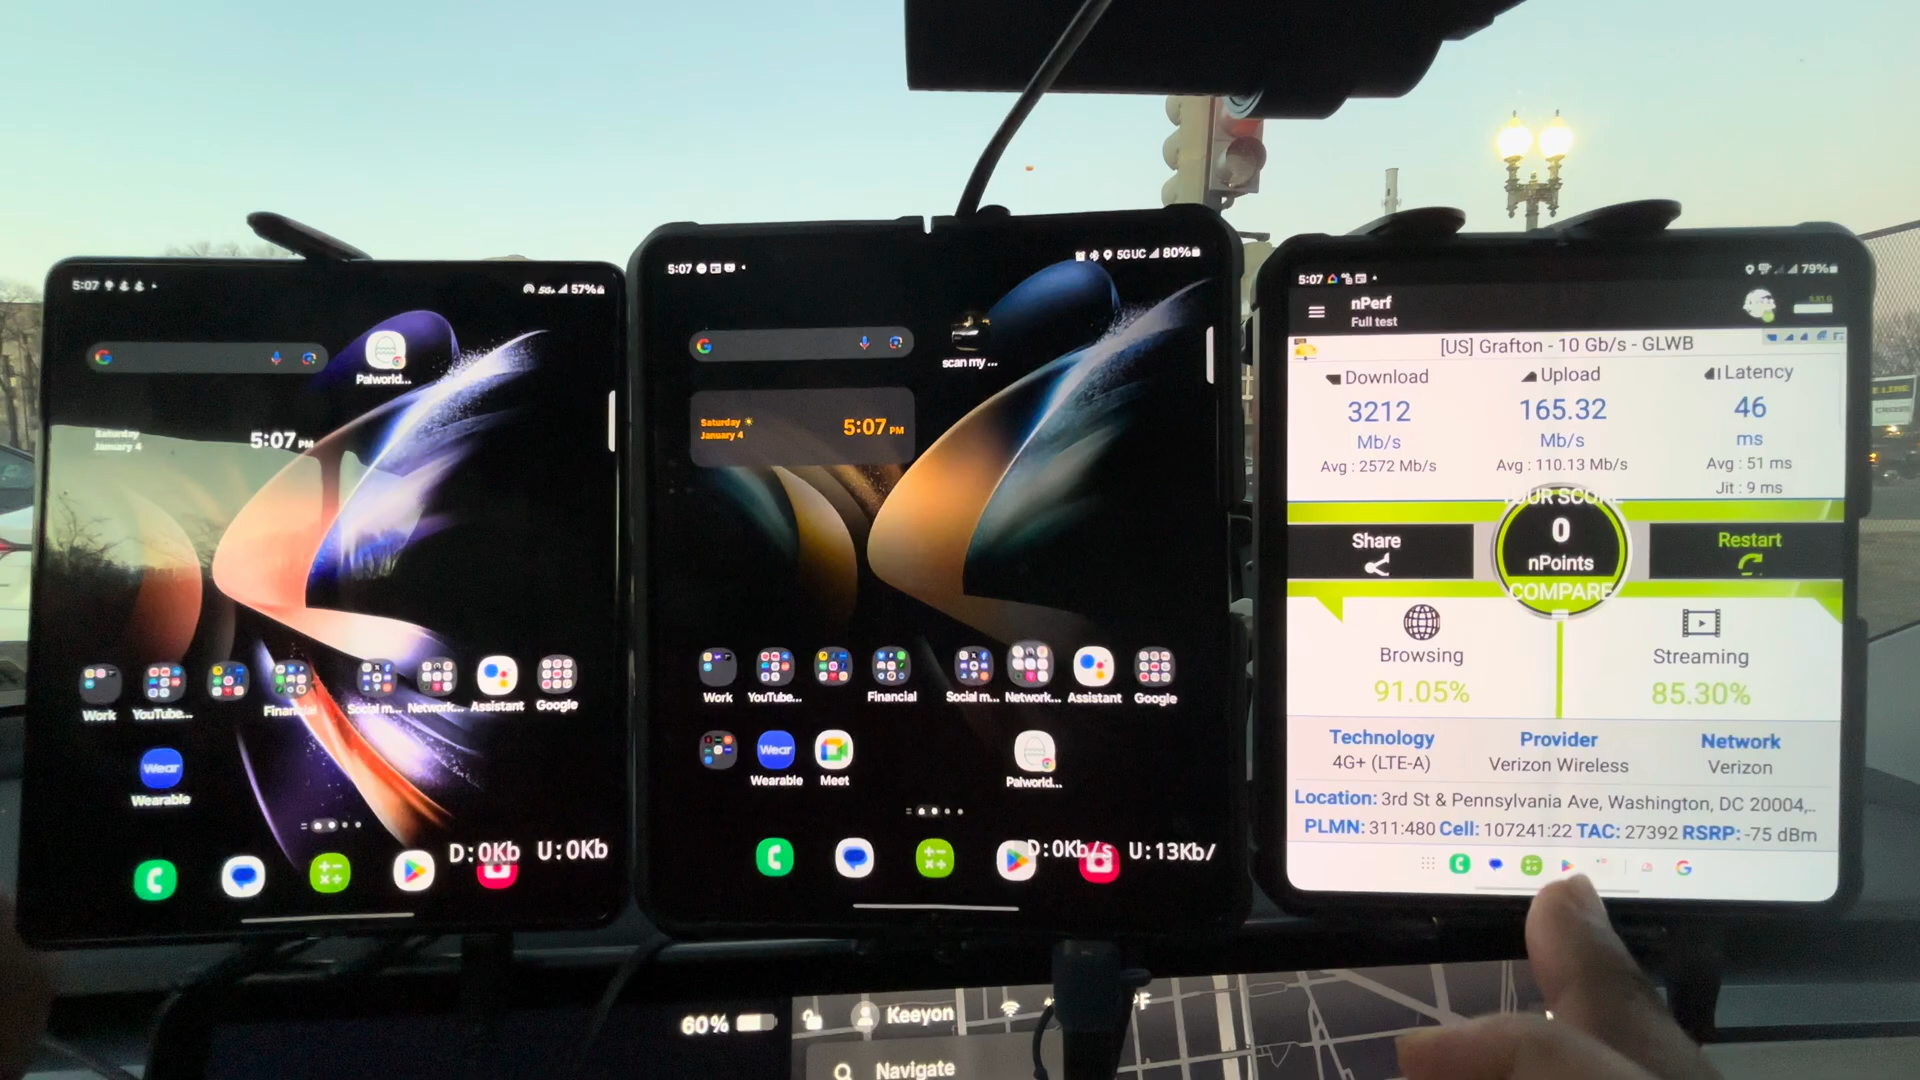 5:07
5G+
57%
Palworld...
Saturday
January 4
5:07 PM
Work
YouTube...
Financial
Social m...
Network...
Assistant
Google
Wear
Wearable
D:0Kb
U:0Kb
5:07
5GUC
80%
scan my ...
Saturday
January 4
5:07 PM
Work
YouTube...
Financial
Social m...
Network...
Assistant
Google
Wear
Wearable
Meet
Palworld...
D:0Kb/s
U:13Kb/
5:07
79%
nPerf
Full test
[US] Grafton - 10 Gb/s - GLWB
Download
Upload
Latency
3212
165.32
46
Mb/s
Mb/s
ms
Avg : 2572 Mb/s
Avg : 110.13 Mb/s
Avg : 51 ms
Jit : 9 ms
YOUR SCORE
0
nPoints
COMPARE
Share
Restart
Browsing
91.05%
Streaming
85.30%
Technology
Provider
Network
4G+ (LTE-A)
Verizon Wireless
Verizon
Location: 3rd St & Pennsylvania Ave, Washington, DC 20004,..
PLMN: 311:480 Cell: 107241:22 TAC: 27392 RSRP: -75 dBm
60%
Keeyon
Navigate